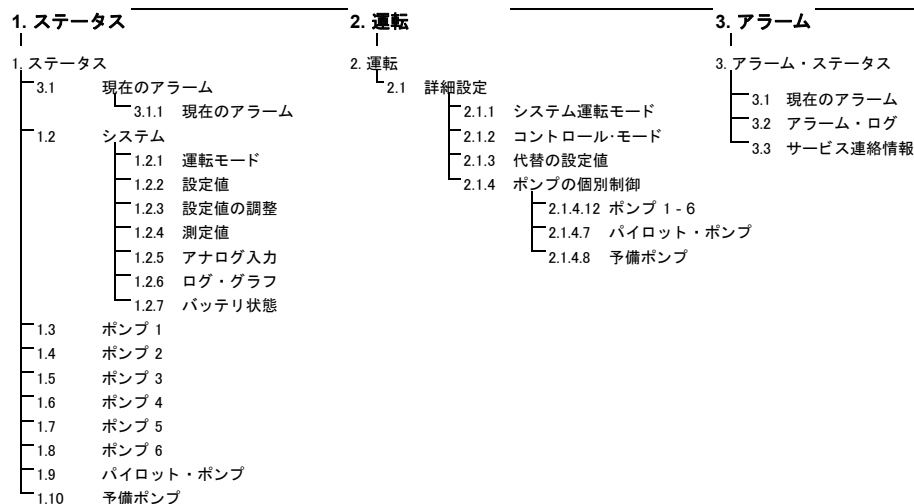 1. ステータス
1. ステータス
3.1 現在のアラーム
3.1.1 現在のアラーム
1.2 システム
1.2.1 運転モード
1.2.2 設定値
1.2.3 設定値の調整
1.2.4 測定値
1.2.5 アナログ入力
1.2.6 ログ・グラフ
1.2.7 バッテリ状態
1.3 ポンプ 1
1.4 ポンプ 2
1.5 ポンプ 3
1.6 ポンプ 4
1.7 ポンプ 5
1.8 ポンプ 6
1.9 パイロット・ポンプ
1.10 予備ポンプ
2. 運転
2. 運転
2.1 詳細設定
2.1.1 システム運転モード
2.1.2 コントロール・モード
2.1.3 代替の設定値
2.1.4 ポンプの個別制御
2.1.4.12 ポンプ 1 - 6
2.1.4.7 パイロット・ポンプ
2.1.4.8 予備ポンプ
3. アラーム
3. アラーム・ステータス
3.1 現在のアラーム
3.2 アラーム・ログ
3.3 サービス連絡情報